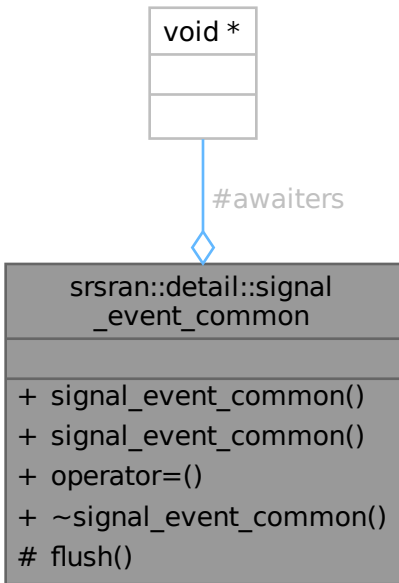 void *
#awaiters
srsran::detail::signal
_event_common
+ signal_event_common()
+ signal_event_common()
+ operator=()
+ ~signal_event_common()
# flush()